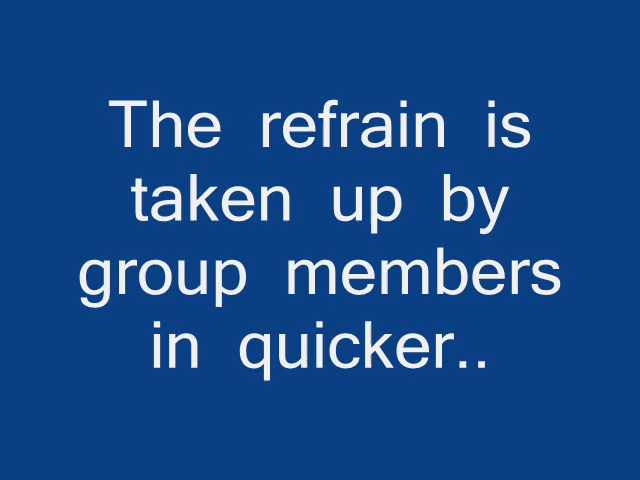 The refrain is
taken up by
group members
in quicker..